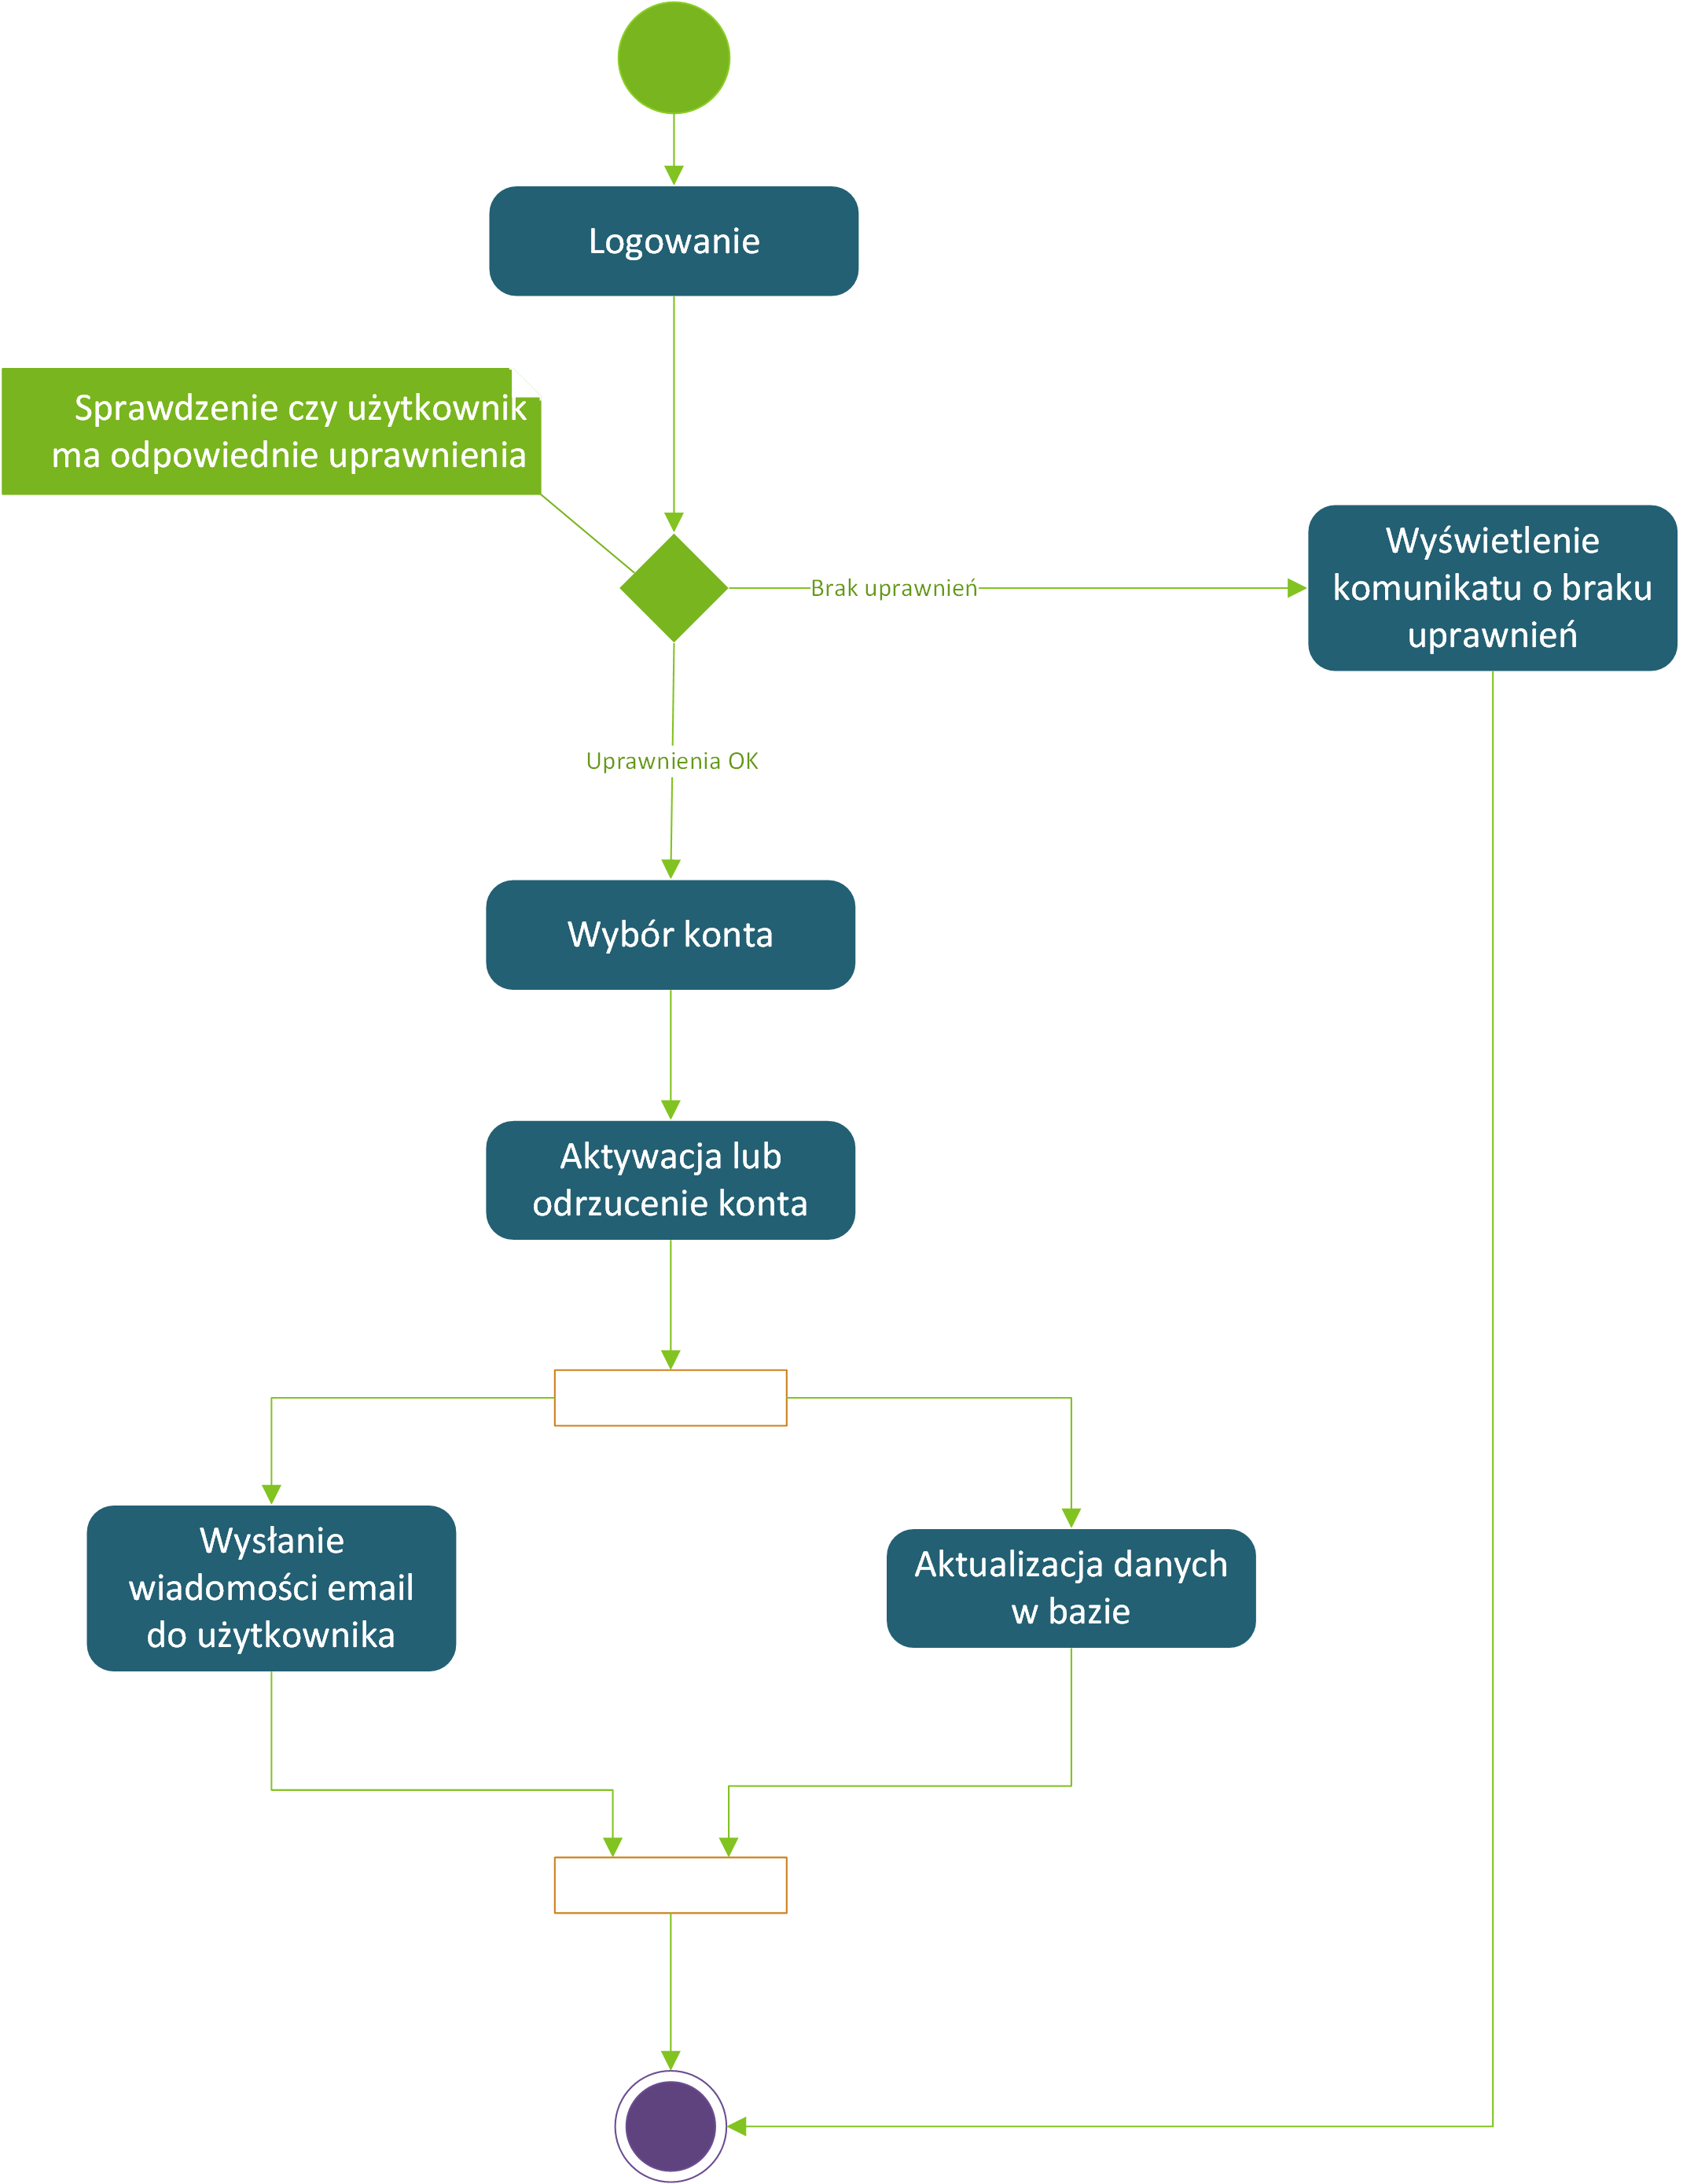 Logowanie
Sprawdzenie czy użytkownik
ma odpowiednie uprawnienia
Brak uprawnień
Wyświetlenie
komunikatu o braku
uprawnień
Uprawnienia OK
Wybór konta
Aktywacja lub
odrzucenie konta
Wysłanie
wiadomości email
do użytkownika
Aktualizacja danych
w bazie